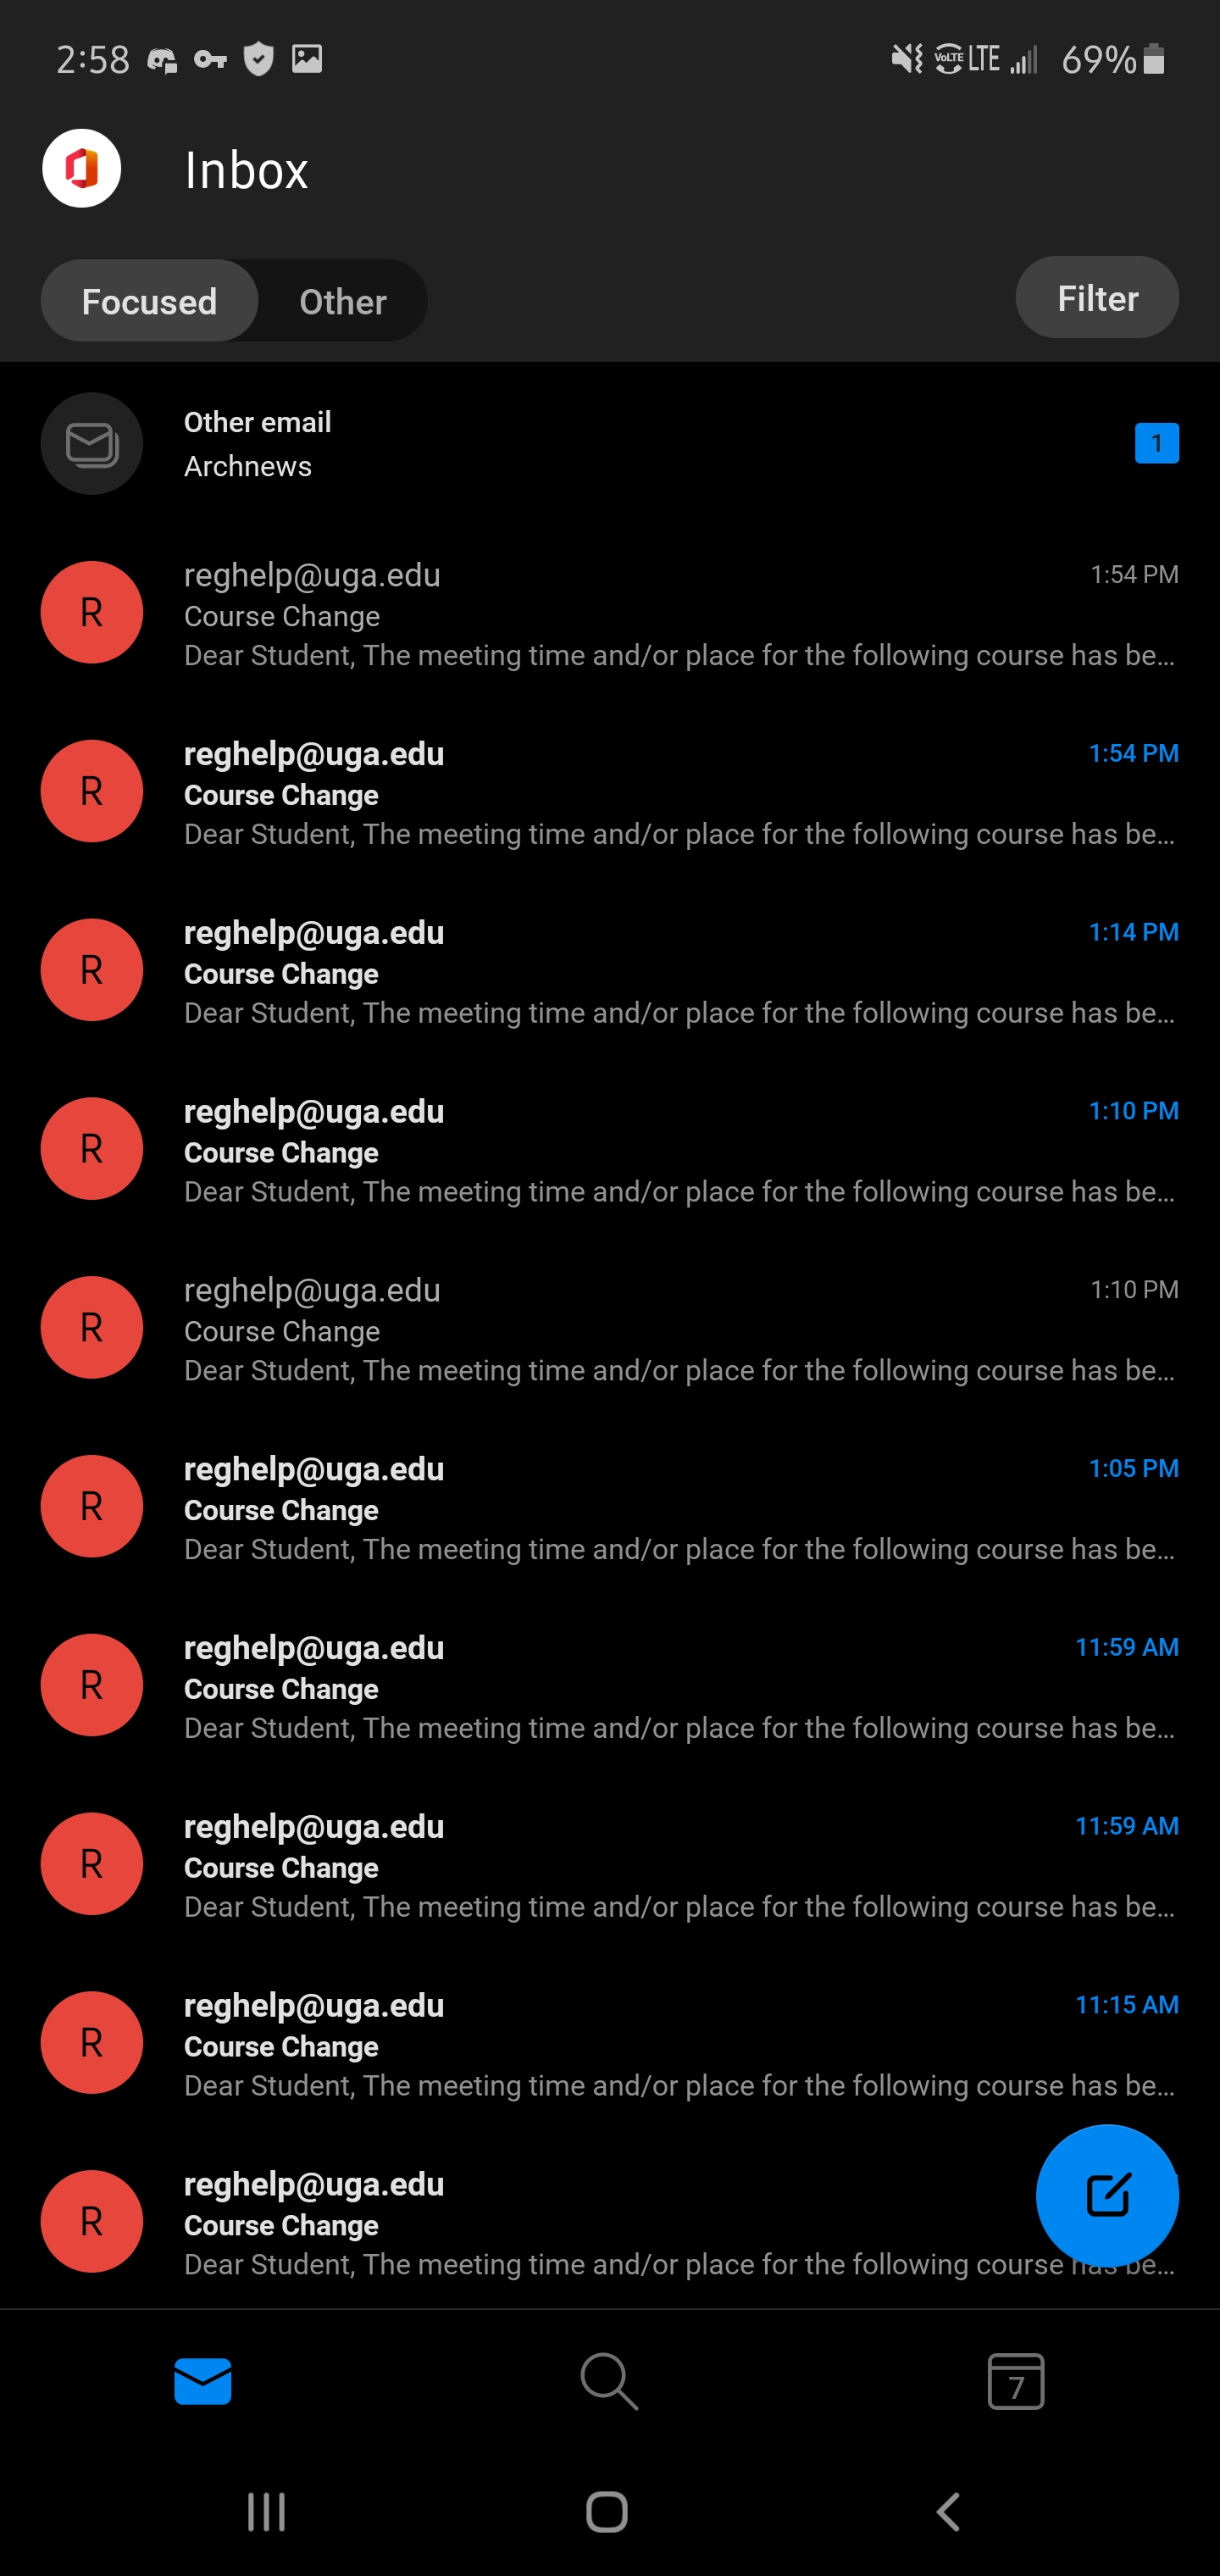 2:58
VoLTE LTE 69%
Inbox
Focused
Other
Filter
Other email
Archnews
1
R
reghelp@uga.edu
1:54 PM
Course Change
Dear Student, The meeting time and/or place for the following course has be...
R
reghelp@uga.edu
1:54 PM
Course Change
Dear Student, The meeting time and/or place for the following course has be...
R
reghelp@uga.edu
1:14 PM
Course Change
Dear Student, The meeting time and/or place for the following course has be...
R
reghelp@uga.edu
1:10 PM
Course Change
Dear Student, The meeting time and/or place for the following course has be...
R
reghelp@uga.edu
1:10 PM
Course Change
Dear Student, The meeting time and/or place for the following course has be...
R
reghelp@uga.edu
1:05 PM
Course Change
Dear Student, The meeting time and/or place for the following course has be...
R
reghelp@uga.edu
11:59 AM
Course Change
Dear Student, The meeting time and/or place for the following course has be...
R
reghelp@uga.edu
11:59 AM
Course Change
Dear Student, The meeting time and/or place for the following course has be...
R
reghelp@uga.edu
11:15 AM
Course Change
Dear Student, The meeting time and/or place for the following course has be...
R
reghelp@uga.edu
Course Change
Dear Student, The meeting time and/or place for the following course has be...
7